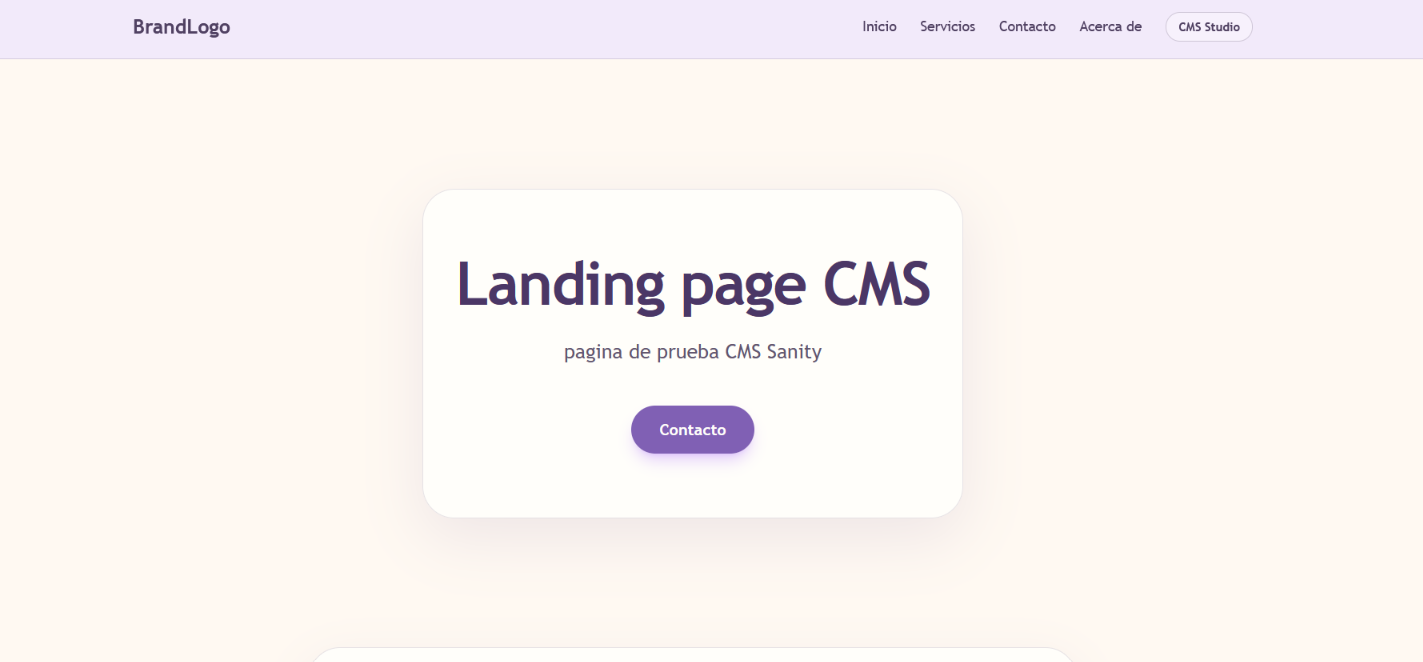 BrandLogo
Inicio Servicios Contacto Acerca de CMS Studio
Landing page CMS
pagina de prueba CMS Sanity
Contacto